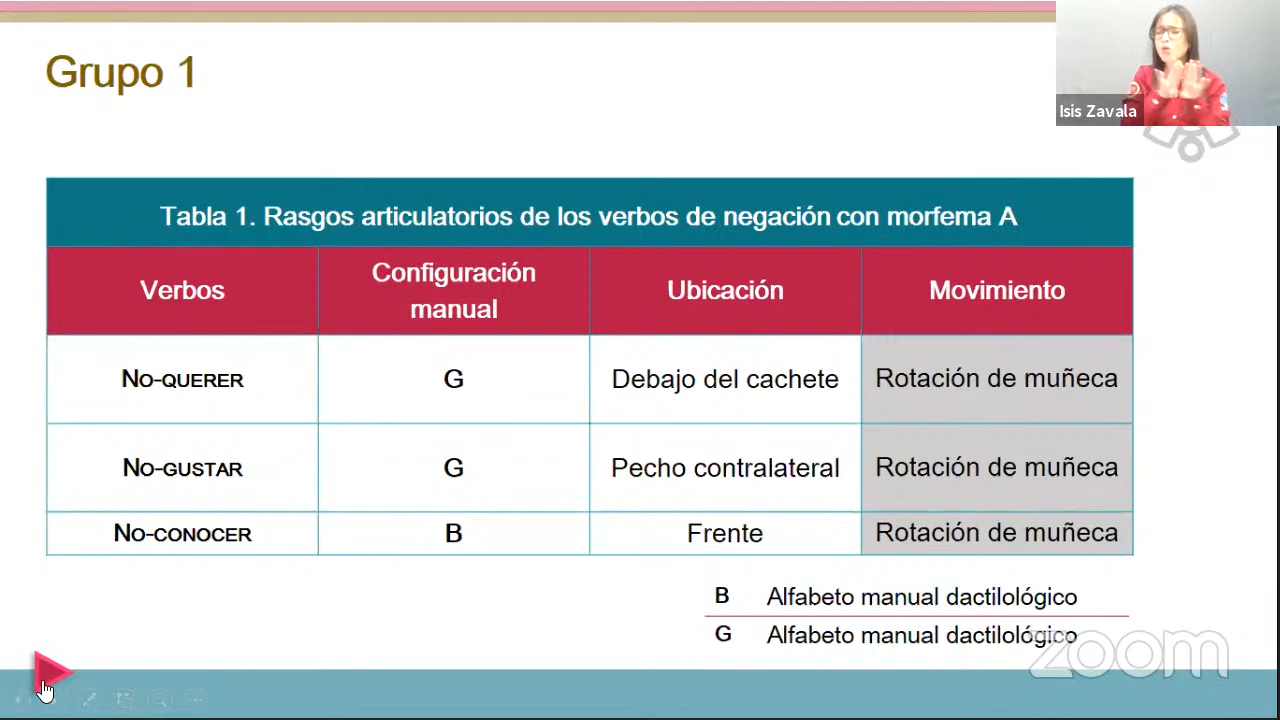 Grupo 1
Isis Zavala
Tabla 1. Rasgos articulatorios de los verbos de negación con morfema A
Verbos
Configuración manual
Ubicación
Movimiento
NO-QUERER
G
Debajo del cachete
Rotación de muñeca
NO-GUSTAR
G
Pecho contralateral
Rotación de muñeca
NO-CONOCER
B
Frente
Rotación de muñeca
B Alfabeto manual dactilológico
G Alfabeto manual dactilológico
zoom